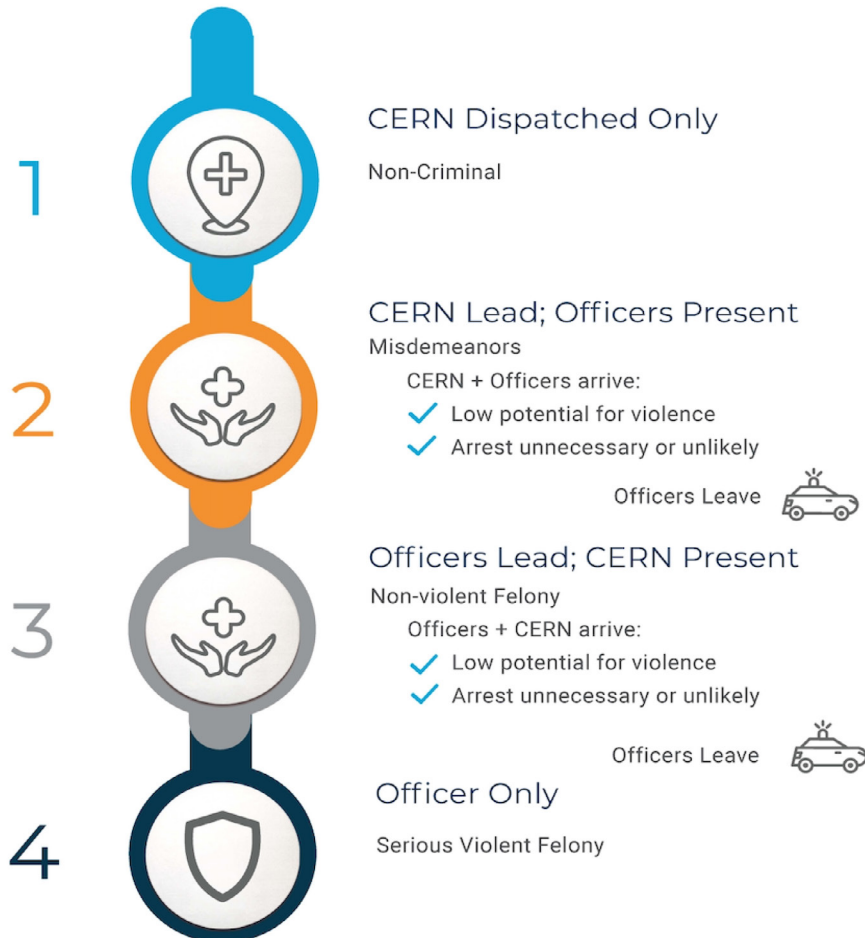 1
CERN Dispatched Only
Non-Criminal
2
CERN Lead; Officers Present
Misdemeanors
CERN + Officers arrive:
Low potential for violence
Arrest unnecessary or unlikely
Officers Leave
3
Officers Lead; CERN Present
Non-violent Felony
Officers + CERN arrive:
Low potential for violence
Arrest unnecessary or unlikely
Officers Leave
4
Officer Only
Serious Violent Felony